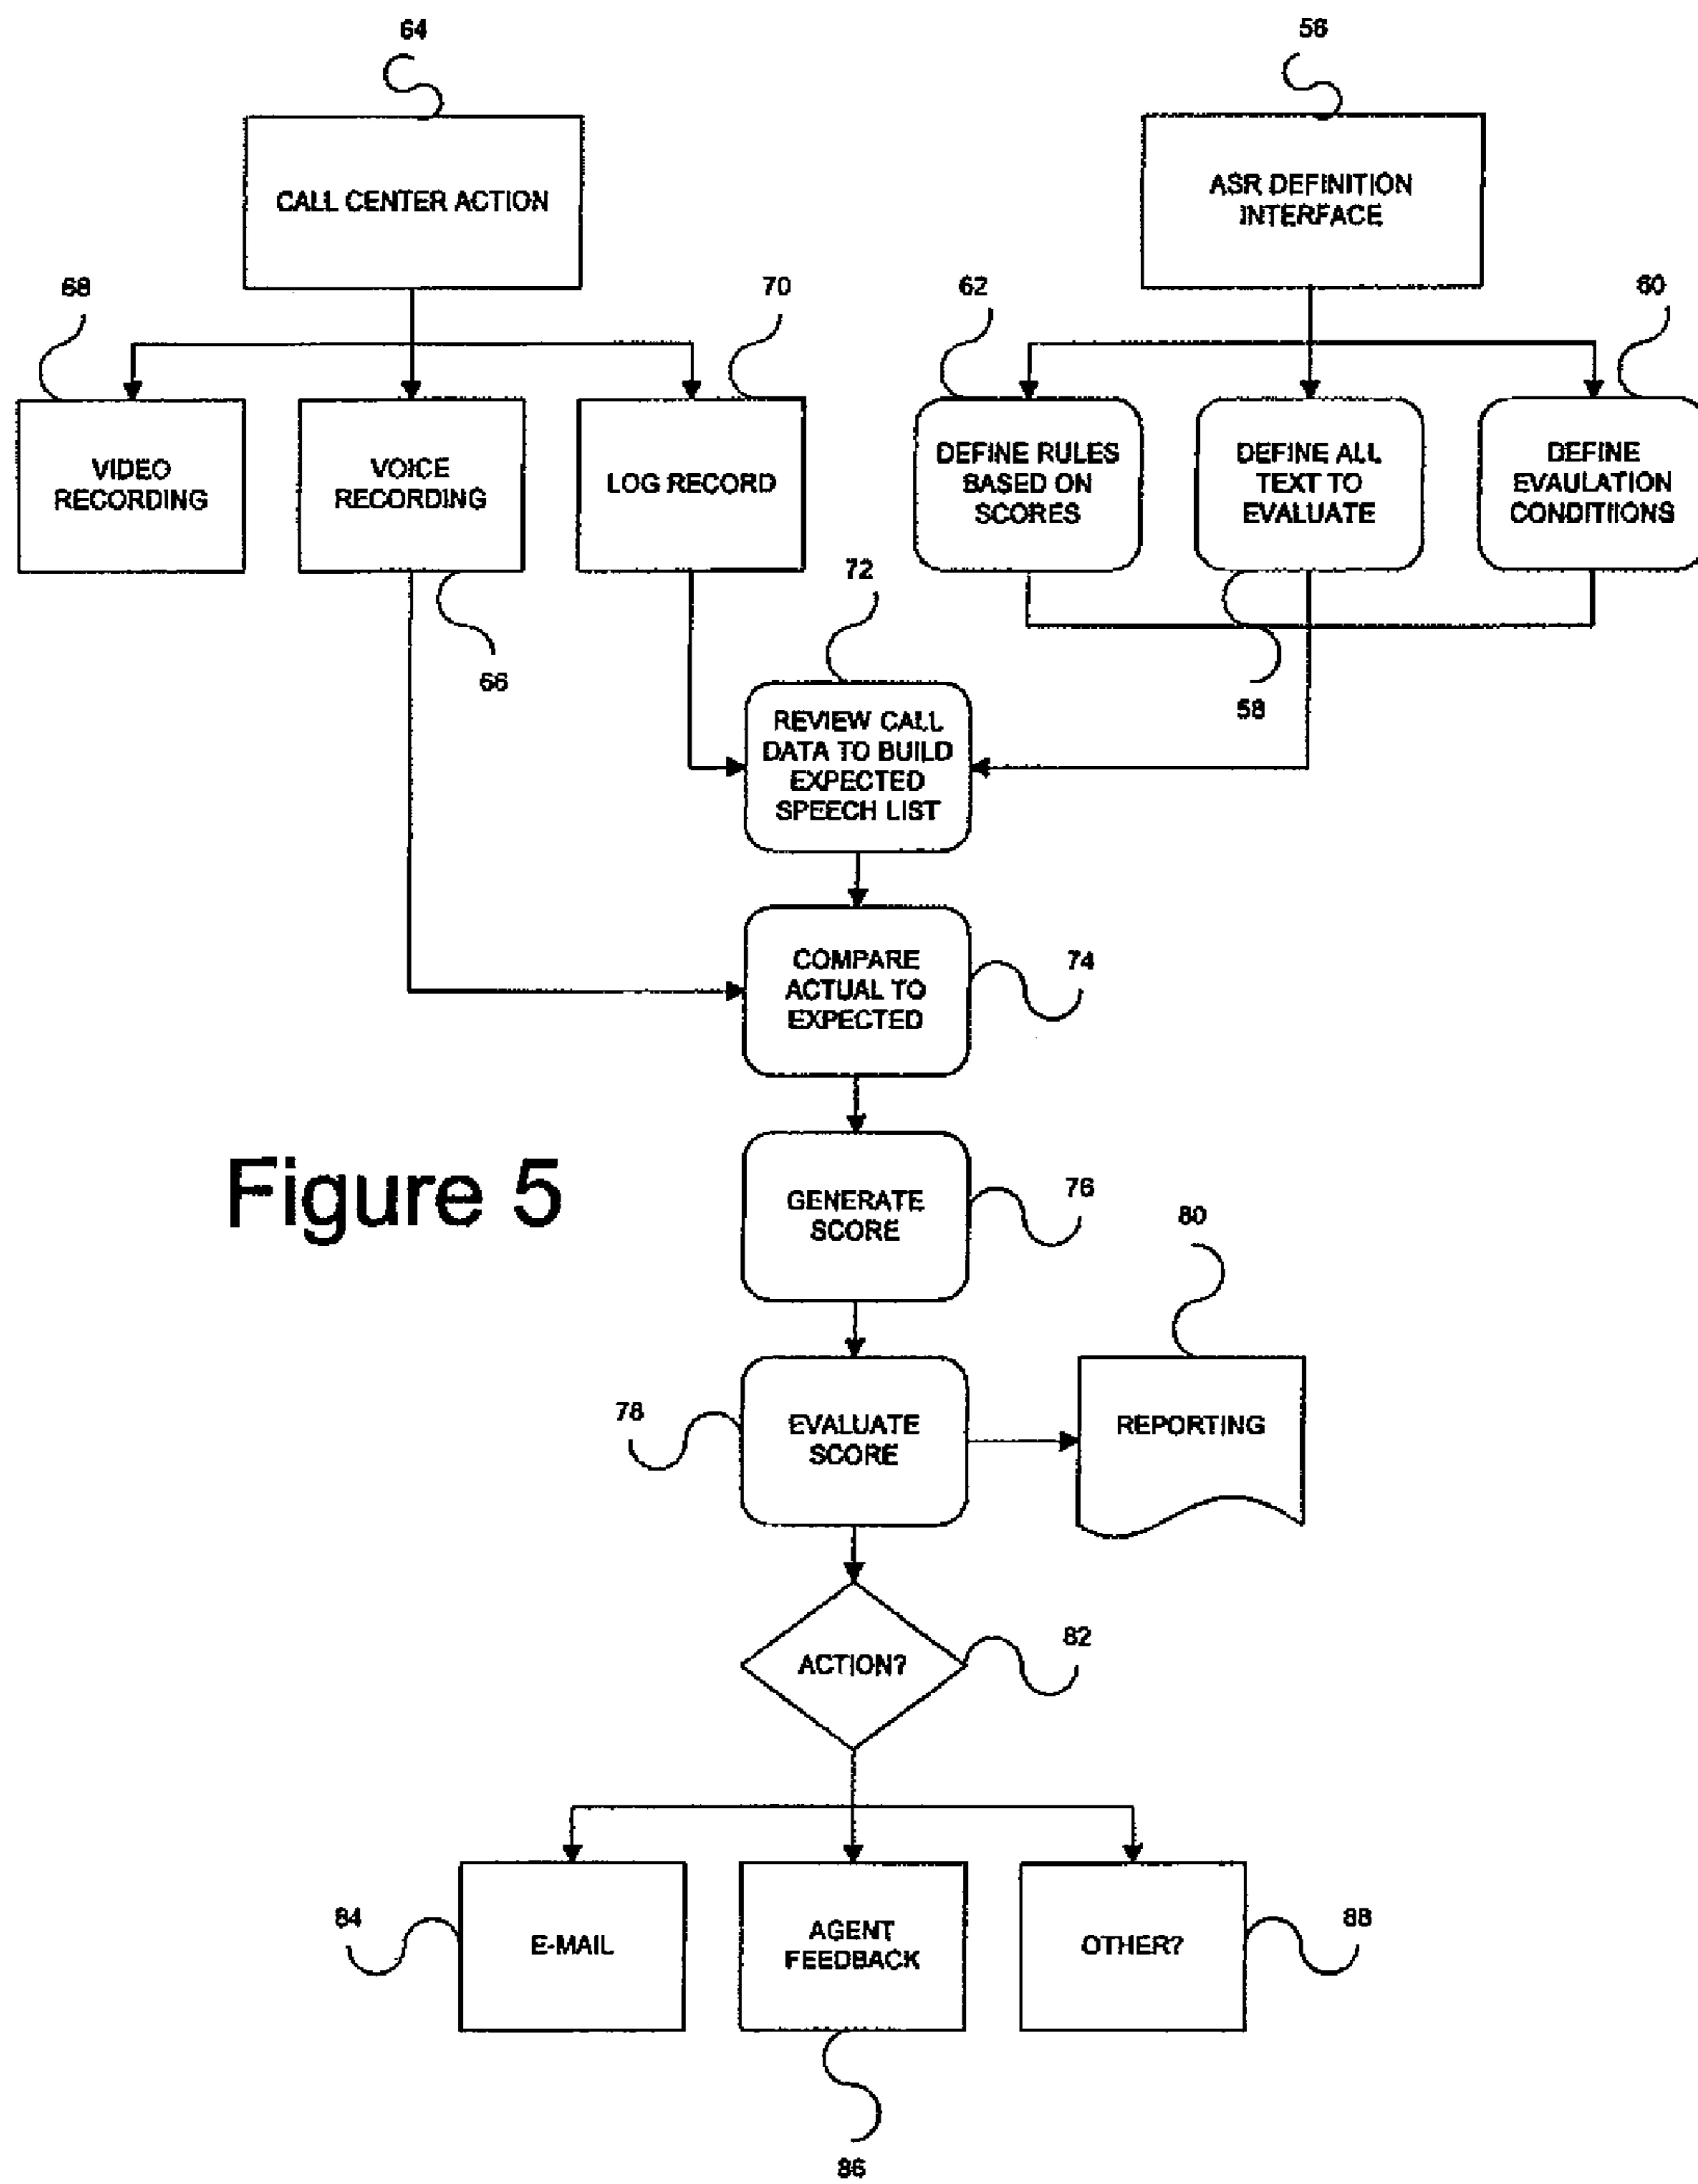 64
56
CALL CENTER ACTION
ASR DEFINITION
INTERFACE
68
70
62
60
VIDEO
RECORDING
VOICE
RECORDING
LOG RECORD
DEFINE RULES
BASED ON
SCORES
DEFINE ALL
TEXT TO
EVALUATE
DEFINE
EVAULATION
CONDITIONS
72
66
58
REVIEW CALL
DATA TO BUILD
EXPECTED
SPEECH LIST
COMPARE
ACTUAL TO
EXPECTED
74
Figure 5
GENERATE
SCORE
76
80
78
EVALUATE
SCORE
REPORTING
ACTION?
82
84
E-MAIL
AGENT
FEEDBACK
OTHER?
88
86